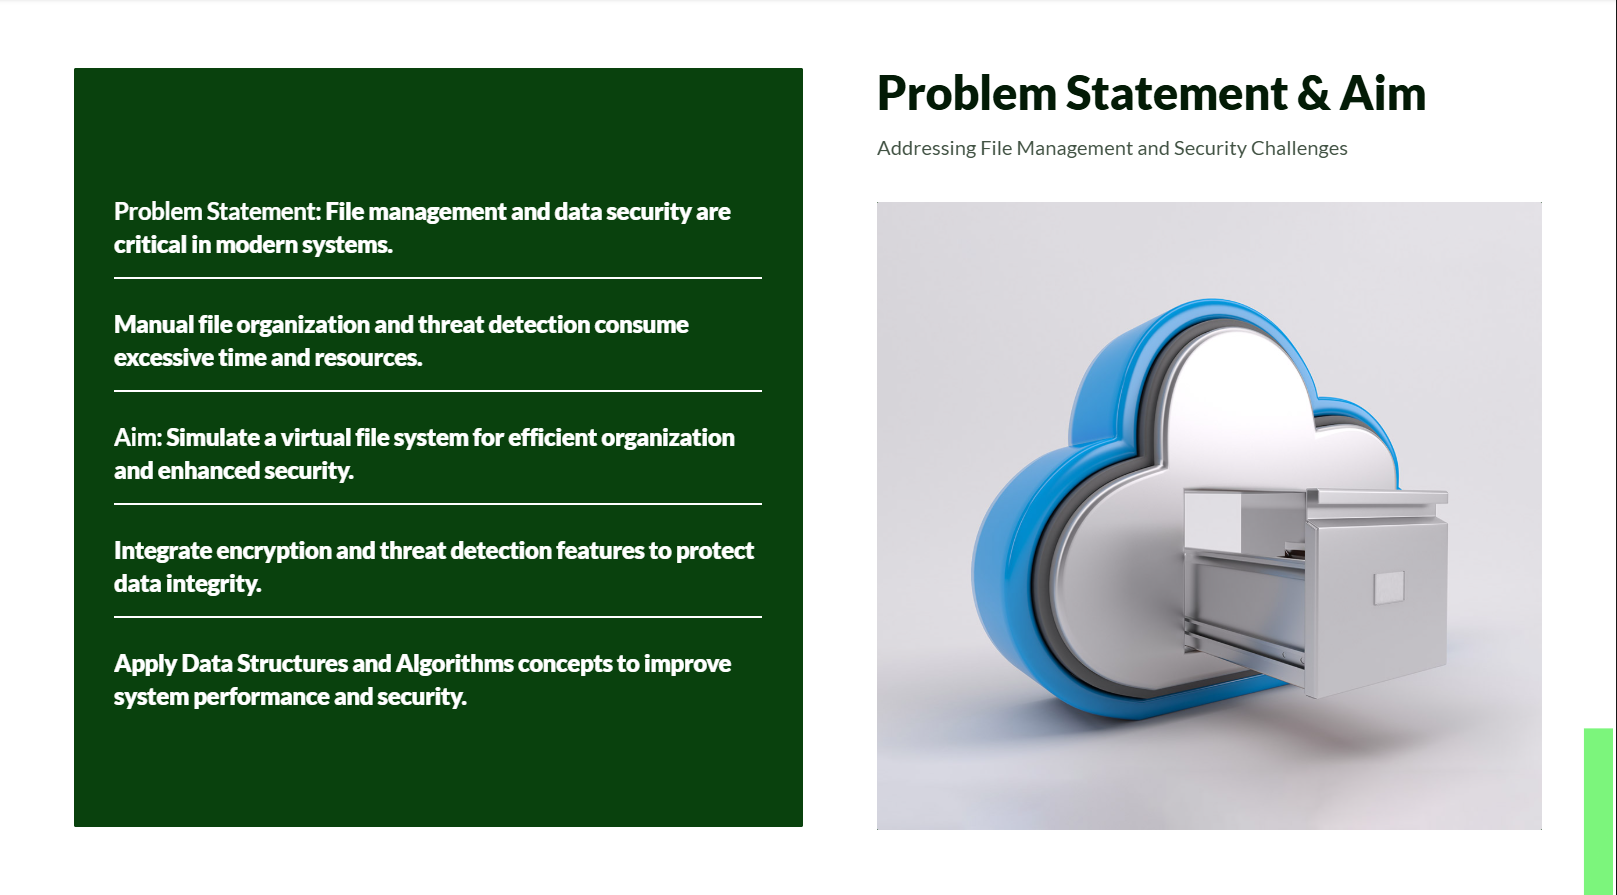 Problem Statement & Aim
Addressing File Management and Security Challenges
Problem Statement: File management and data security are
critical in modern systems.
Manual file organization and threat detection consume
excessive time and resources.
Aim: Simulate a virtual file system for efficient organization
and enhanced security.
Integrate encryption and threat detection features to protect
data integrity.
Apply Data Structures and Algorithms concepts to improve
system performance and security.